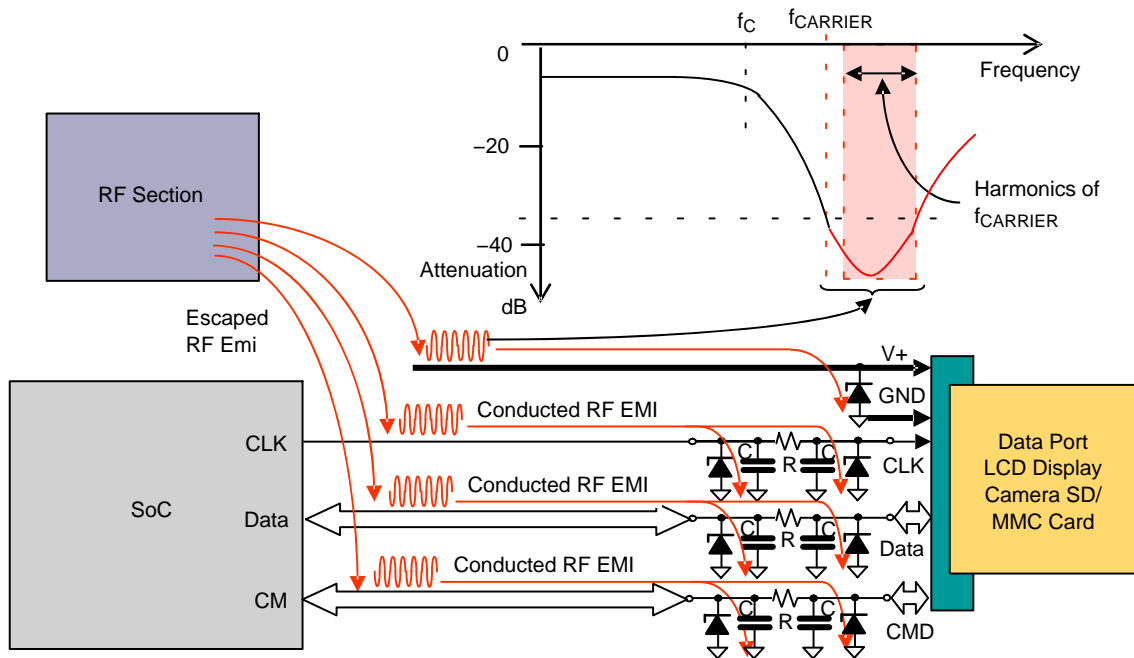 fC
fCARRIER
0
Frequency
−20
RF Section
Harmonics of
fCARRIER
−40
Attenuation
dB
Escaped
RF Emi
V+
GND
Conducted RF EMI
CLK
C
R
C
CLK
Data Port
LCD Display
Camera SD/
MMC Card
SoC
Conducted RF EMI
Data
C
R
C
Data
Conducted RF EMI
CM
C
R
C
CMD